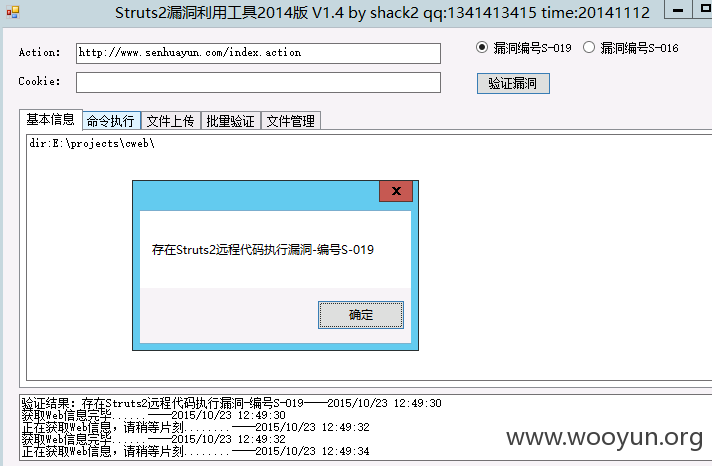 Struts2漏洞利用工具2014版 V1.4 by shack2 qq:1341413415 time:20141112
Action: http://www.senhuayun.com/index.action 漏洞编号S-019 漏洞编号S-016
Cookie: 验证漏洞
基本信息 命令执行 文件上传 批量验证 文件管理
dir:E:\projects\cweb\
x
存在Struts2远程代码执行漏洞-编号S-019
确定
验证结果: 存在Struts2远程代码执行漏洞-编号S-019——2015/10/23 12:49:30
获取Web信息完毕......——2015/10/23 12:49:30
正在获取Web信息，请稍等片刻........——2015/10/23 12:49:32
获取Web信息完毕......——2015/10/23 12:49:32
正在获取Web信息，请稍等片刻........——2015/10/23 12:49:34
www.wooyun.org